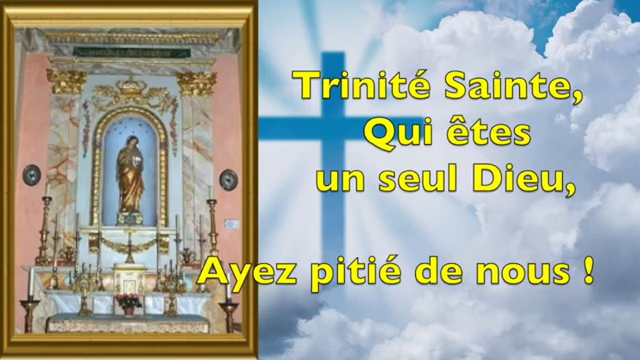 Trinité Sainte,
Qui êtes
un seul Dieu,
Ayez pitié de nous !